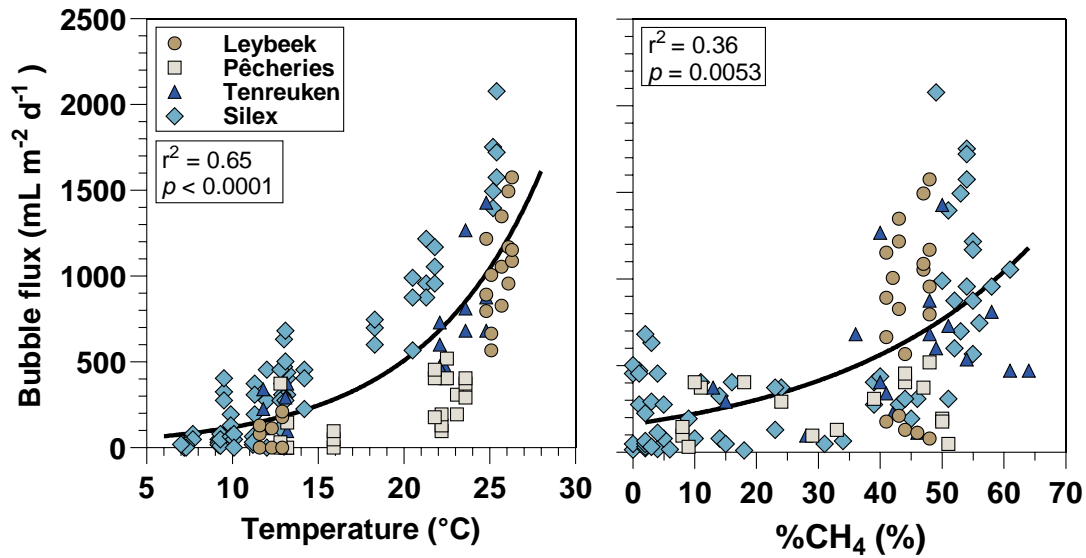 Bubble flux (mL m⁻² d⁻¹)
2500
2000
1500
1000
500
0
Leybeek
Pêcheries
Tenreuken
Silex
r² = 0.65
p < 0.0001
5 10 15 20 25 30
Temperature (°C)
r² = 0.36
p = 0.0053
0 10 20 30 40 50 60 70
%CH₄ (%)